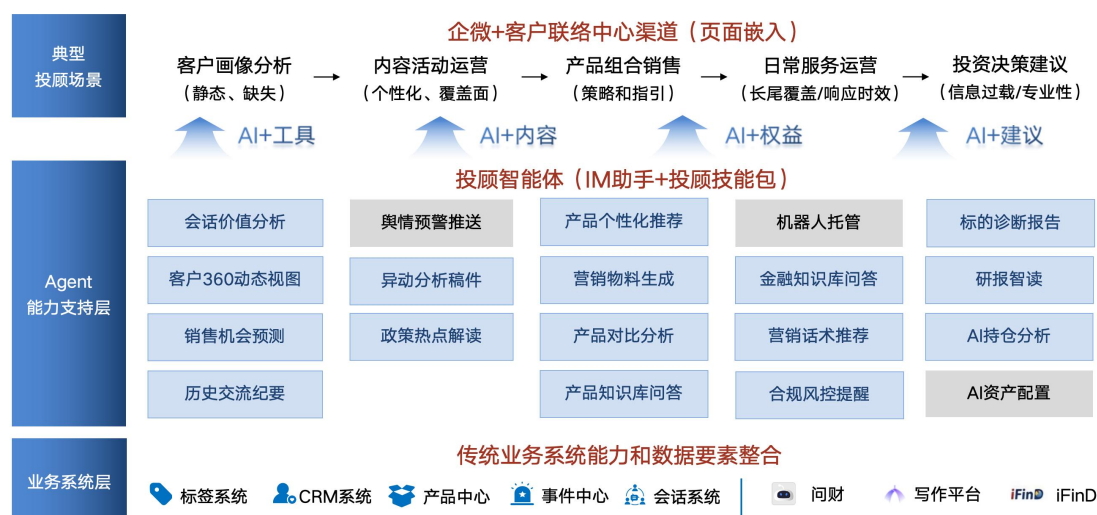 典型
投顾场景
企微+客户联络中心渠道（页面嵌入）
客户画像分析
（静态、缺失）
内容活动运营
（个性化、覆盖面）
产品组合销售
（策略和指引）
日常服务运营
（长尾覆盖/响应时效）
投资决策建议
（信息过载/专业性）
AI+工具
AI+内容
AI+权益
AI+建议
Agent
能力支持层
投顾智能体（IM助手+投顾技能包）
会话价值分析
客户360动态视图
销售机会预测
历史交流纪要
舆情预警推送
异动分析稿件
政策热点解读
产品个性化推荐
营销物料生成
产品对比分析
产品知识库问答
机器人托管
金融知识库问答
营销话术推荐
合规风控提醒
标的诊断报告
研报智读
AI持仓分析
AI资产配置
业务系统层
传统业务系统能力和数据要素整合
标签系统
CRM系统
产品中心
事件中心
会话系统
问财
写作平台
iFinD iFinD